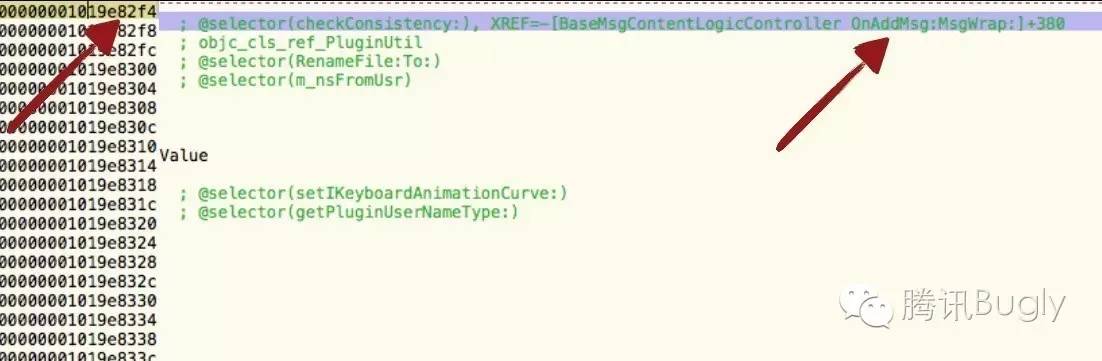 00000001019e82f4
; @selector(checkConsistency:), XREF=-[BaseMsgContentLogicController OnAddMsg:MsgWrap:]+380
00000001019e82f8
; objc_cls_ref_PluginUtil
00000001019e82fc
; @selector(RenameFile:To:)
00000001019e8300
; @selector(m_nsFromUsr)
00000001019e8304
00000001019e8308
00000001019e830c
00000001019e8310
Value
00000001019e8314
00000001019e8318
; @selector(setIKeyboardAnimationCurve:)
00000001019e831c
; @selector(getPluginUserNameType:)
00000001019e8320
00000001019e8324
00000001019e8328
00000001019e832c
00000001019e8330
00000001019e8334
00000001019e8338
00000001019e833c
腾讯Bugly